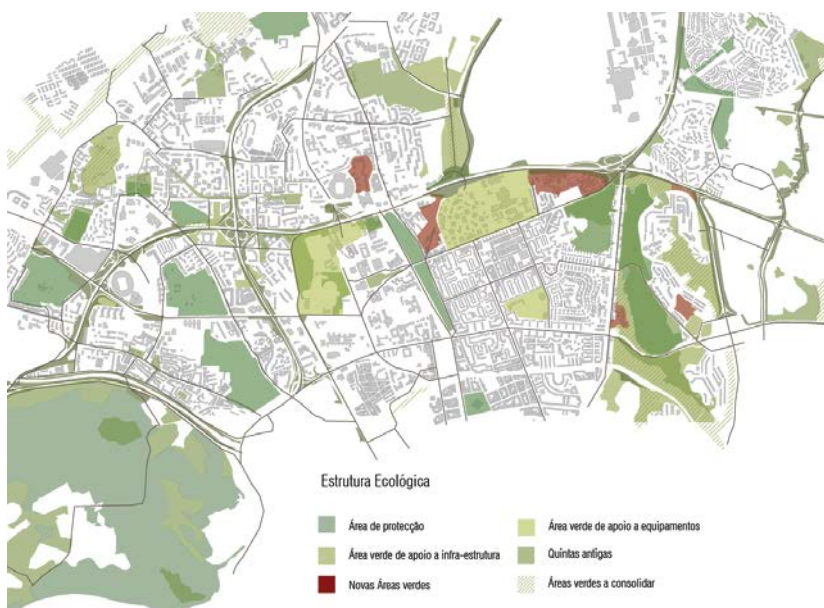 Estrutura Ecológica
Área de protecção
Área verde de apoio a infra-estrutura
Novas Áreas verdes
Área verde de apoio a equipamentos
Quintas antigas
Áreas verdes a consolidar